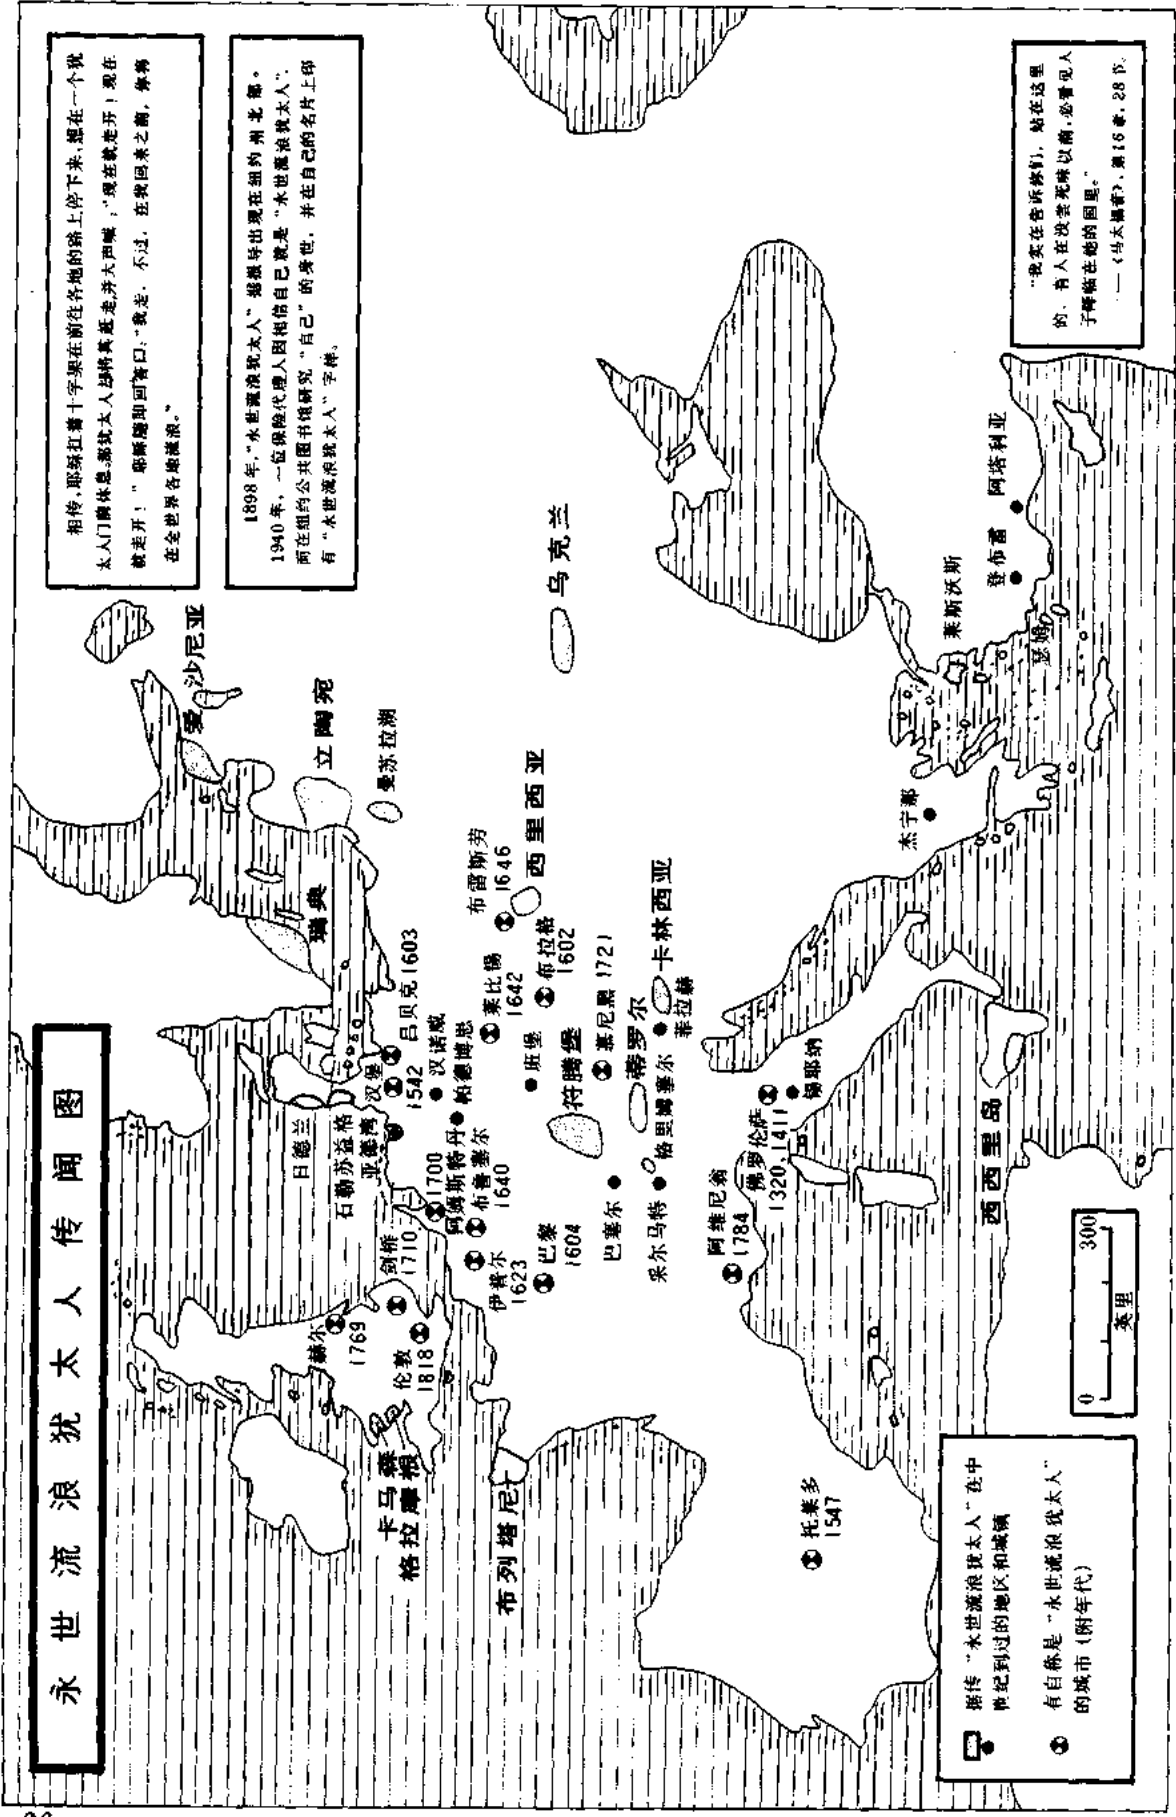 永世流浪犹太人传闻图
相传,耶稣扛着十字架在前往各地的路上停下来,想在一个犹
太人门前休息。那犹太人却将其赶走,并大声喊:“现在就走开!现在
就走开!”耶稣随即回答曰:“我走。不过,在我回来之前,你将
在全世界各地流浪。”
1898年,“永世流浪犹太人”据报导出现在纽约州北部。
1940年,一位保险代理人因相信自己就是“永世流浪犹太人”,
而在纽约公共图书馆研究“自己”的身世,并在自己的名片上印
有“永世流浪犹太人”字样。
“我实在告诉你们,站在这里
的,有人在没尝死味以前,必看见人
子降临在他的国里。”
——《马太福音》,第16章,28节。
爱沙尼亚
立陶宛
曼苏拉湖
瑞典
乌克兰
西里西亚
布雷斯劳
1646
布拉格
1602
莱比锡
1642
吕贝克1603
汉堡
1542
汉诺威
帕德博恩
班堡
符腾堡
慕尼黑1721
蒂罗尔
卡林西亚
菲拉赫
格里姆塞尔
日德兰
石勒苏益格
亚德湾
1700
阿姆斯特丹
布鲁塞尔
1640
剑桥
1710
伊普尔
1623
巴黎
1604
巴塞尔
采尔马特
赫尔
1769
伦敦
1818
卡马森
格拉摩根
布列塔尼
阿维尼翁
1784
佛罗伦萨
1320,1411
锡耶纳
托莱多
1547
西西里岛
杰宁那
莱斯沃斯
瑟姆
登布雷
阿塔利亚
0
300
英里
据传“永世流浪犹太人”在中
世纪到过的地区和城镇
有自称是“永世流浪犹太人”
的城市(附年代)